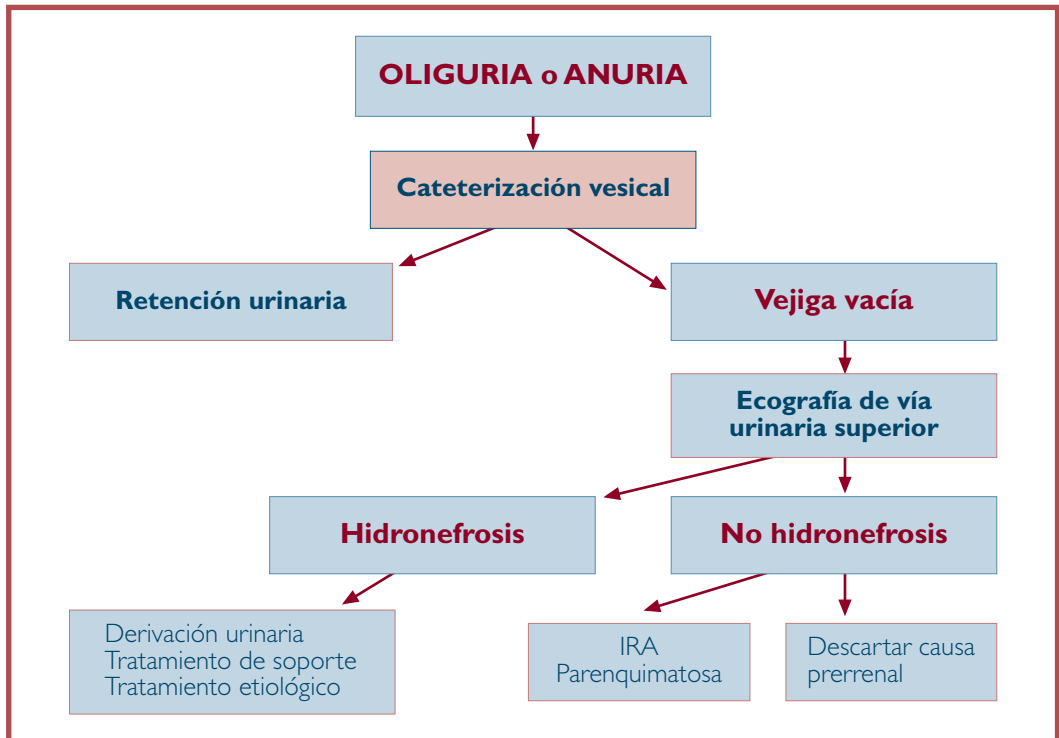 OLIGURIA o ANURIA
Cateterización vesical
Retención urinaria
Vejiga vacía
Ecografía de vía
urinaria superior
Hidronefrosis
No hidronefrosis
Derivación urinaria
Tratamiento de soporte
Tratamiento etiológico
IRA
Parenquimatosa
Descartar causa
prerrenal